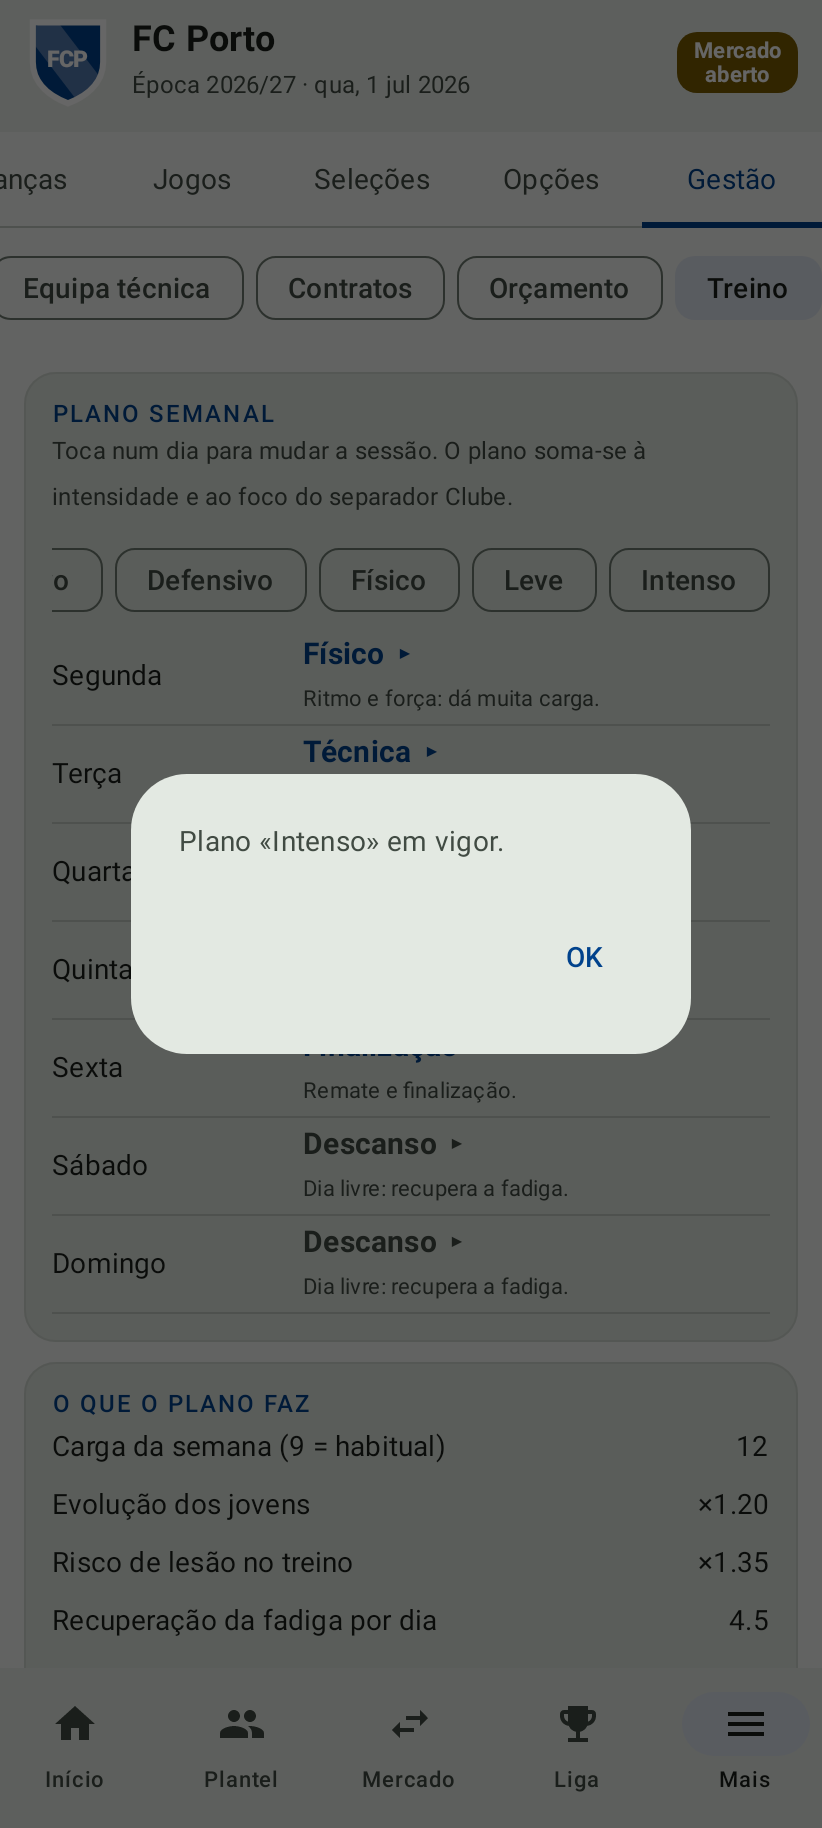 FCP
FC Porto
Época 2026/27 · qua, 1 jul 2026
Mercado
aberto
anças
Jogos
Seleções
Opções
Gestão
Equipa técnica
Contratos
Orçamento
Treino
PLANO SEMANAL
Toca num dia para mudar a sessão. O plano soma-se à
intensidade e ao foco do separador Clube.
o
Defensivo
Físico
Leve
Intenso
Segunda
Físico ▸
Ritmo e força: dá muita carga.
Terça
Técnica ▸
Quarta
Plano «Intenso» em vigor.
OK
Quinta
Sexta
Finalização
Remate e finalização.
Sábado
Descanso ▸
Dia livre: recupera a fadiga.
Domingo
Descanso ▸
Dia livre: recupera a fadiga.
O QUE O PLANO FAZ
Carga da semana (9 = habitual) 12
Evolução dos jovens ×1.20
Risco de lesão no treino ×1.35
Recuperação da fadiga por dia 4.5
Início
Plantel
Mercado
Liga
Mais